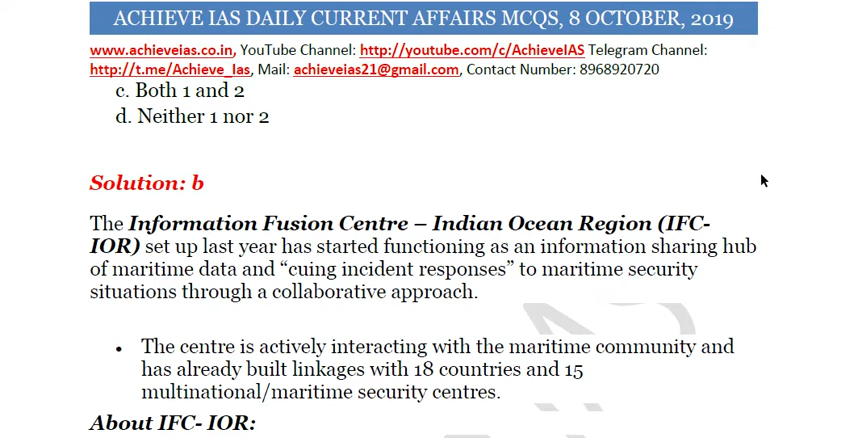 ACHIEVE IAS DAILY CURRENT AFFAIRS MCQS, 8 OCTOBER, 2019
www.achieveias.co.in, YouTube Channel: http://youtube.com/c/AchieveIAS Telegram Channel:
http://t.me/Achieve_Ias, Mail: achieveias21@gmail.com, Contact Number: 8968920720
c. Both 1 and 2
d. Neither 1 nor 2
Solution: b
The Information Fusion Centre – Indian Ocean Region (IFC-
IOR) set up last year has started functioning as an information sharing hub
of maritime data and “cuing incident responses” to maritime security
situations through a collaborative approach.
• The centre is actively interacting with the maritime community and
has already built linkages with 18 countries and 15
multinational/maritime security centres.
About IFC- IOR: